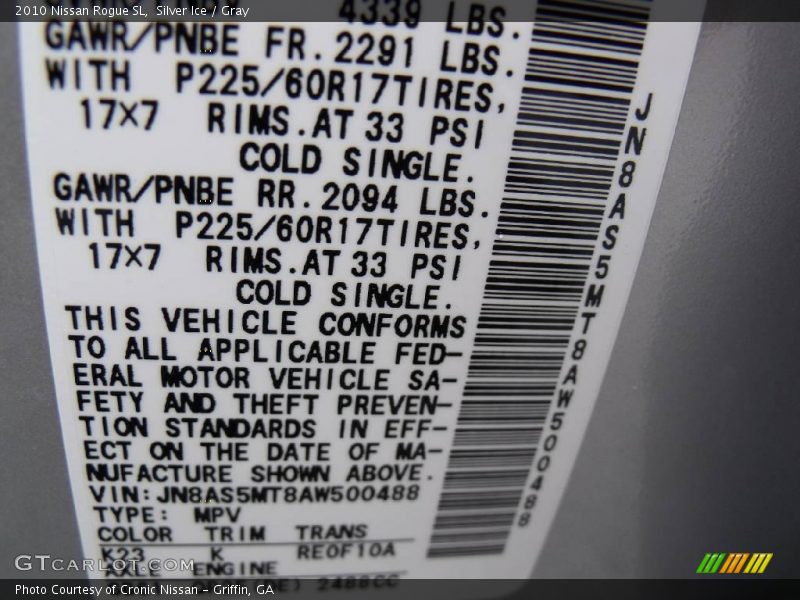 2010 Nissan Rogue SL,  Silver Ice / Gray
4339 LBS.
GAWR/PNBE FR. 2291 LBS.
WITH P225/60R17TIRES,
17X7 RIMS.AT 33 PSI
COLD SINGLE.
GAWR/PNBE RR. 2094 LBS.
WITH P225/60R17TIRES,
17X7 RIMS.AT 33 PSI
COLD SINGLE.
THIS VEHICLE CONFORMS
TO ALL APPLICABLE FED-
ERAL MOTOR VEHICLE SA-
FETY AND THEFT PREVEN-
TION STANDARDS IN EFF-
ECT ON THE DATE OF MA-
NUFACTURE SHOWN ABOVE.
VIN:JN8AS5MT8AW500488
TYPE: MPV
COLOR TRIM TRANS
K23 K RE0F10A
AXLE ENGINE
2488CC
JN8AS5MT8AW500488
GTCarLot.com
Photo Courtesy of Cronic Nissan - Griffin, GA